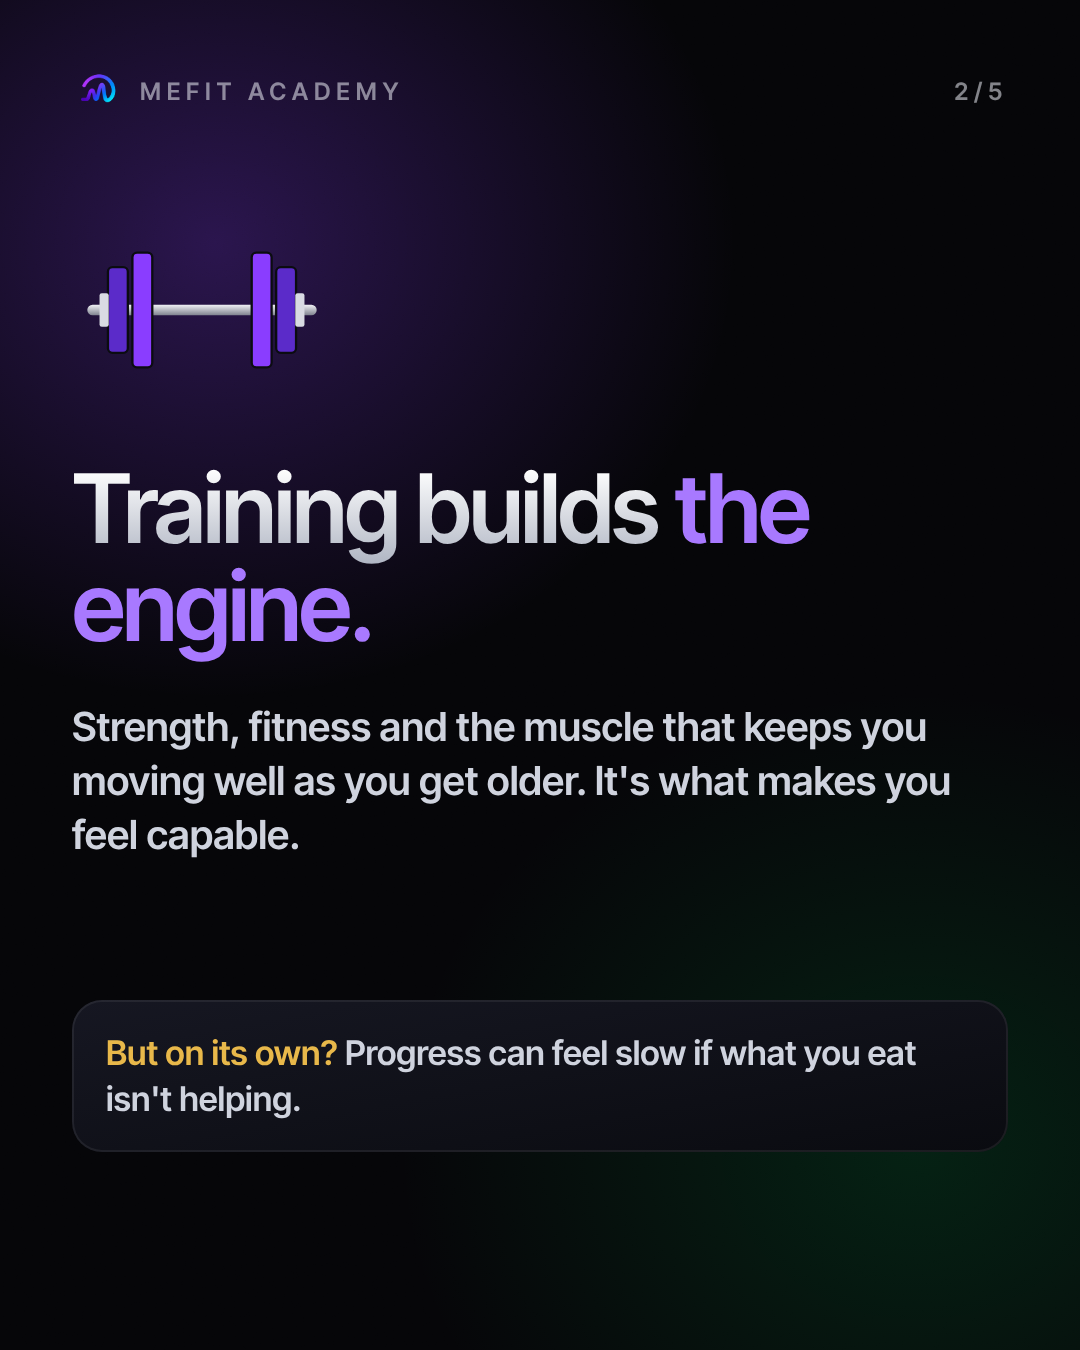 MEFIT ACADEMY
2/5
Training builds the
engine.
Strength, fitness and the muscle that keeps you
moving well as you get older. It's what makes you
feel capable.
But on its own? Progress can feel slow if what you eat
isn't helping.